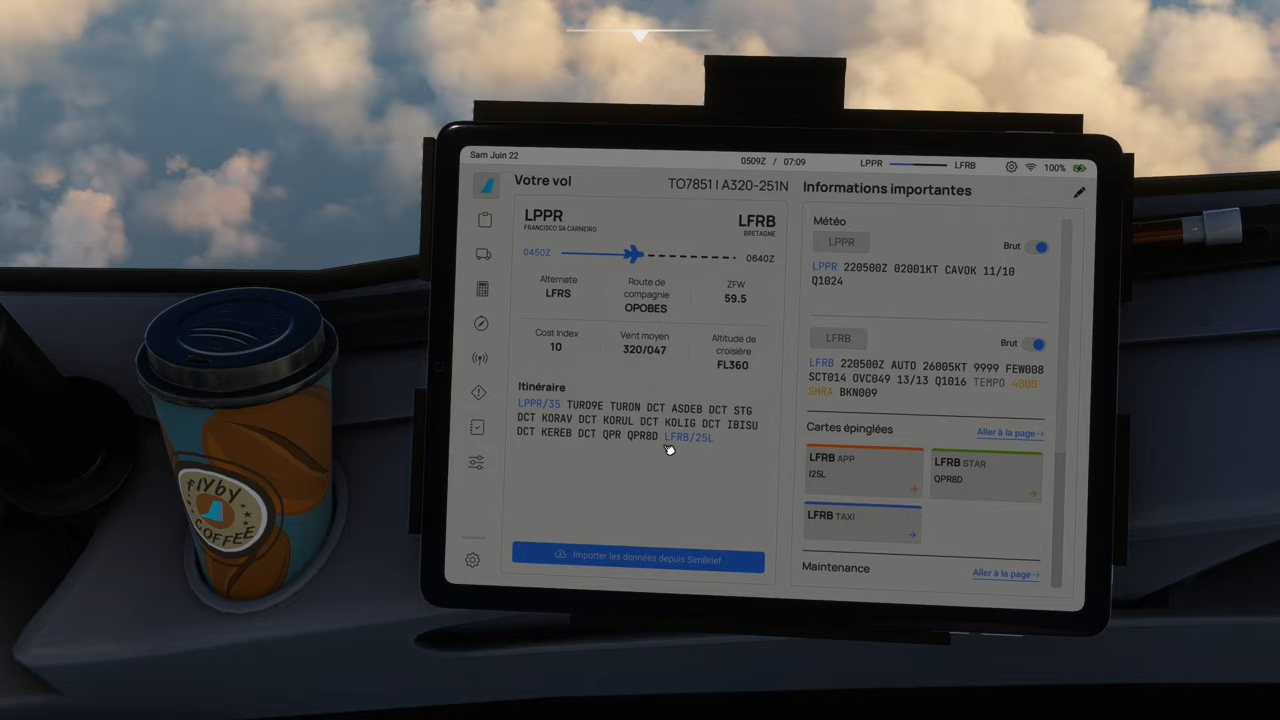 Sam Juin 22
0509Z / 07:09
LPPR
LFRB
100%
Votre vol
TO7851 | A320-251N
LPPR
FRANCISCO SA CARNEIRO
LFRB
BRETAGNE
0450Z
0640Z
Alternate
LFRS
Route de
compagnie
OPOBES
ZFW
59.5
Cost Index
10
Vent moyen
320/047
Altitude de
croisière
FL360
Itinéraire
LPPR/35 TURO9E TURON DCT ASDEB DCT STG
DCT KORAV DCT KORUL DCT KOLIG DCT IBISU
DCT KEREB DCT QPR QPR8D LFRB/25L
Importer les données depuis SimBrief
Informations importantes
Météo
LPPR
Brut
LPPR 220500Z 02001KT CAVOK 11/10
Q1024
LFRB
Brut
LFRB 220500Z AUTO 26005KT 9999 FEW008
SCT014 OVC049 13/13 Q1016 TEMPO 4000
SHRA BKN009
Cartes épinglées
Aller à la page
LFRB APP
I25L
LFRB STAR
QPR8D
LFRB TAXI
Maintenance
Aller à la page
flyby
COFFEE